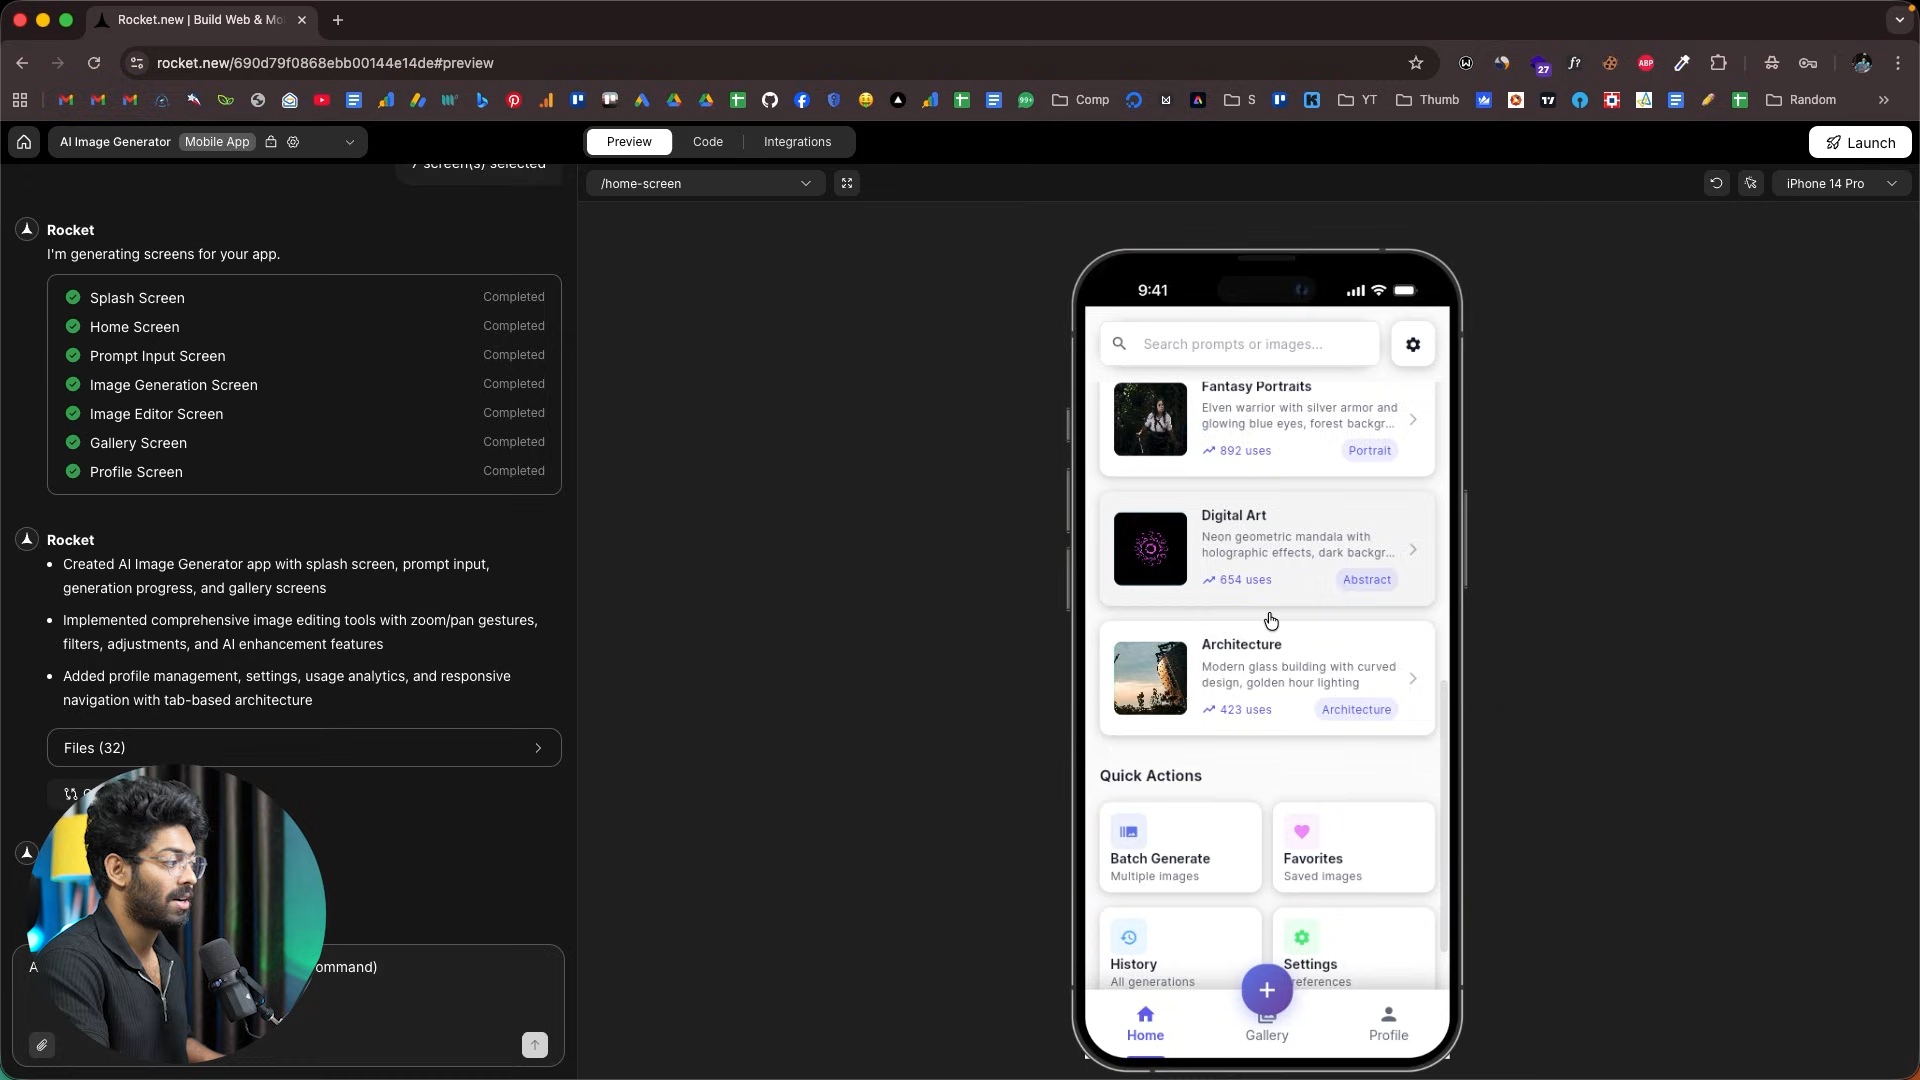 Rocket.new | Build Web & Mo
rocket.new/690d79f0868ebb00144e14de#preview
27
ABP
99+
Comp
S
YT
Thumb
Random
AI Image Generator
Mobile App
Preview
Code
Integrations
Launch
7 screen(s) selected
/home-screen
iPhone 14 Pro
Rocket
I'm generating screens for your app.
Splash Screen Completed
Home Screen Completed
Prompt Input Screen Completed
Image Generation Screen Completed
Image Editor Screen Completed
Gallery Screen Completed
Profile Screen Completed
Rocket
• Created AI Image Generator app with splash screen, prompt input,
generation progress, and gallery screens
• Implemented comprehensive image editing tools with zoom/pan gestures,
filters, adjustments, and AI enhancement features
• Added profile management, settings, usage analytics, and responsive
navigation with tab-based architecture
Files (32)
A
ommand)
9:41
Search prompts or images...
Fantasy Portraits
Elven warrior with silver armor and
glowing blue eyes, forest backgr...
892 uses
Portrait
Digital Art
Neon geometric mandala with
holographic effects, dark backgr...
654 uses
Abstract
Architecture
Modern glass building with curved
design, golden hour lighting
423 uses
Architecture
Quick Actions
Batch Generate
Multiple images
Favorites
Saved images
History
All generations
Settings
references
Home
Gallery
Profile